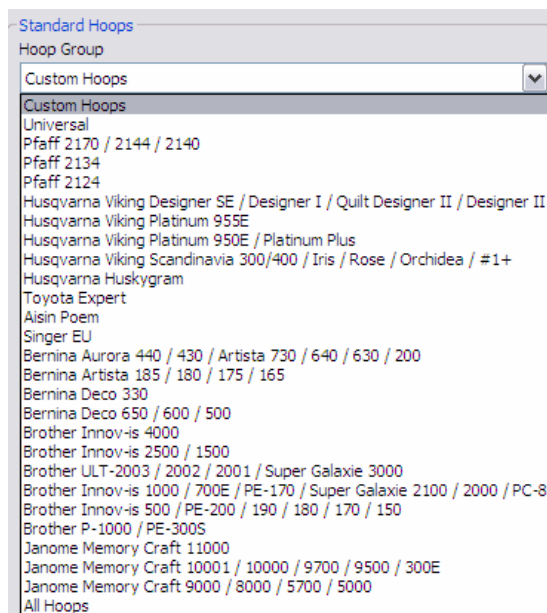 Standard Hoops
Hoop Group
Custom Hoops
Custom Hoops
Universal
Pfaff 2170 / 2144 / 2140
Pfaff 2134
Pfaff 2124
Husqvarna Viking Designer SE / Designer I / Quilt Designer II / Designer II
Husqvarna Viking Platinum 955E
Husqvarna Viking Platinum 950E / Platinum Plus
Husqvarna Viking Scandinavia 300/400 / Iris / Rose / Orchidea / #1+
Husqvarna Huskygram
Toyota Expert
Aisin Poem
Singer EU
Bernina Aurora 440 / 430 / Artista 730 / 640 / 630 / 200
Bernina Artista 185 / 180 / 175 / 165
Bernina Deco 330
Bernina Deco 650 / 600 / 500
Brother Innov-is 4000
Brother Innov-is 2500 / 1500
Brother ULT-2003 / 2002 / 2001 / Super Galaxie 3000
Brother Innov-is 1000 / 700E / PE-170 / Super Galaxie 2100 / 2000 / PC-8
Brother Innov-is 500 / PE-200 / 190 / 180 / 170 / 150
Brother P-1000 / PE-300S
Janome Memory Craft 11000
Janome Memory Craft 10001 / 10000 / 9700 / 9500 / 300E
Janome Memory Craft 9000 / 8000 / 5700 / 5000
All Hoops